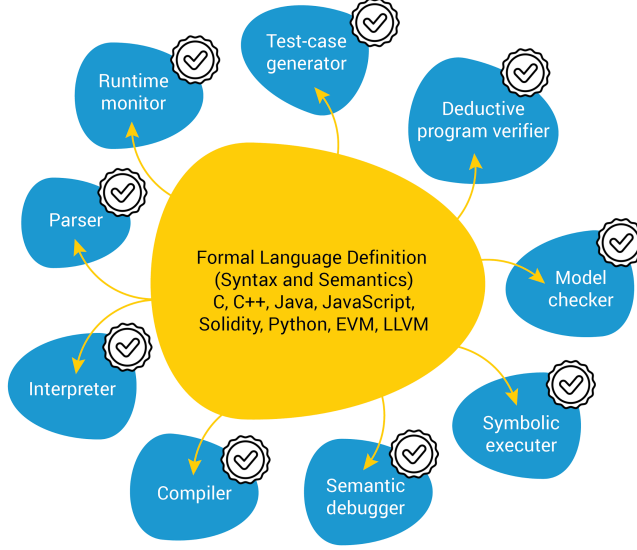 Test-case
generator
Runtime
monitor
Deductive
program verifier
Parser
Formal Language Definition
(Syntax and Semantics)
C, C++, Java, JavaScript,
Solidity, Python, EVM, LLVM
Model
checker
Interpreter
Symbolic
executer
Compiler
Semantic
debugger